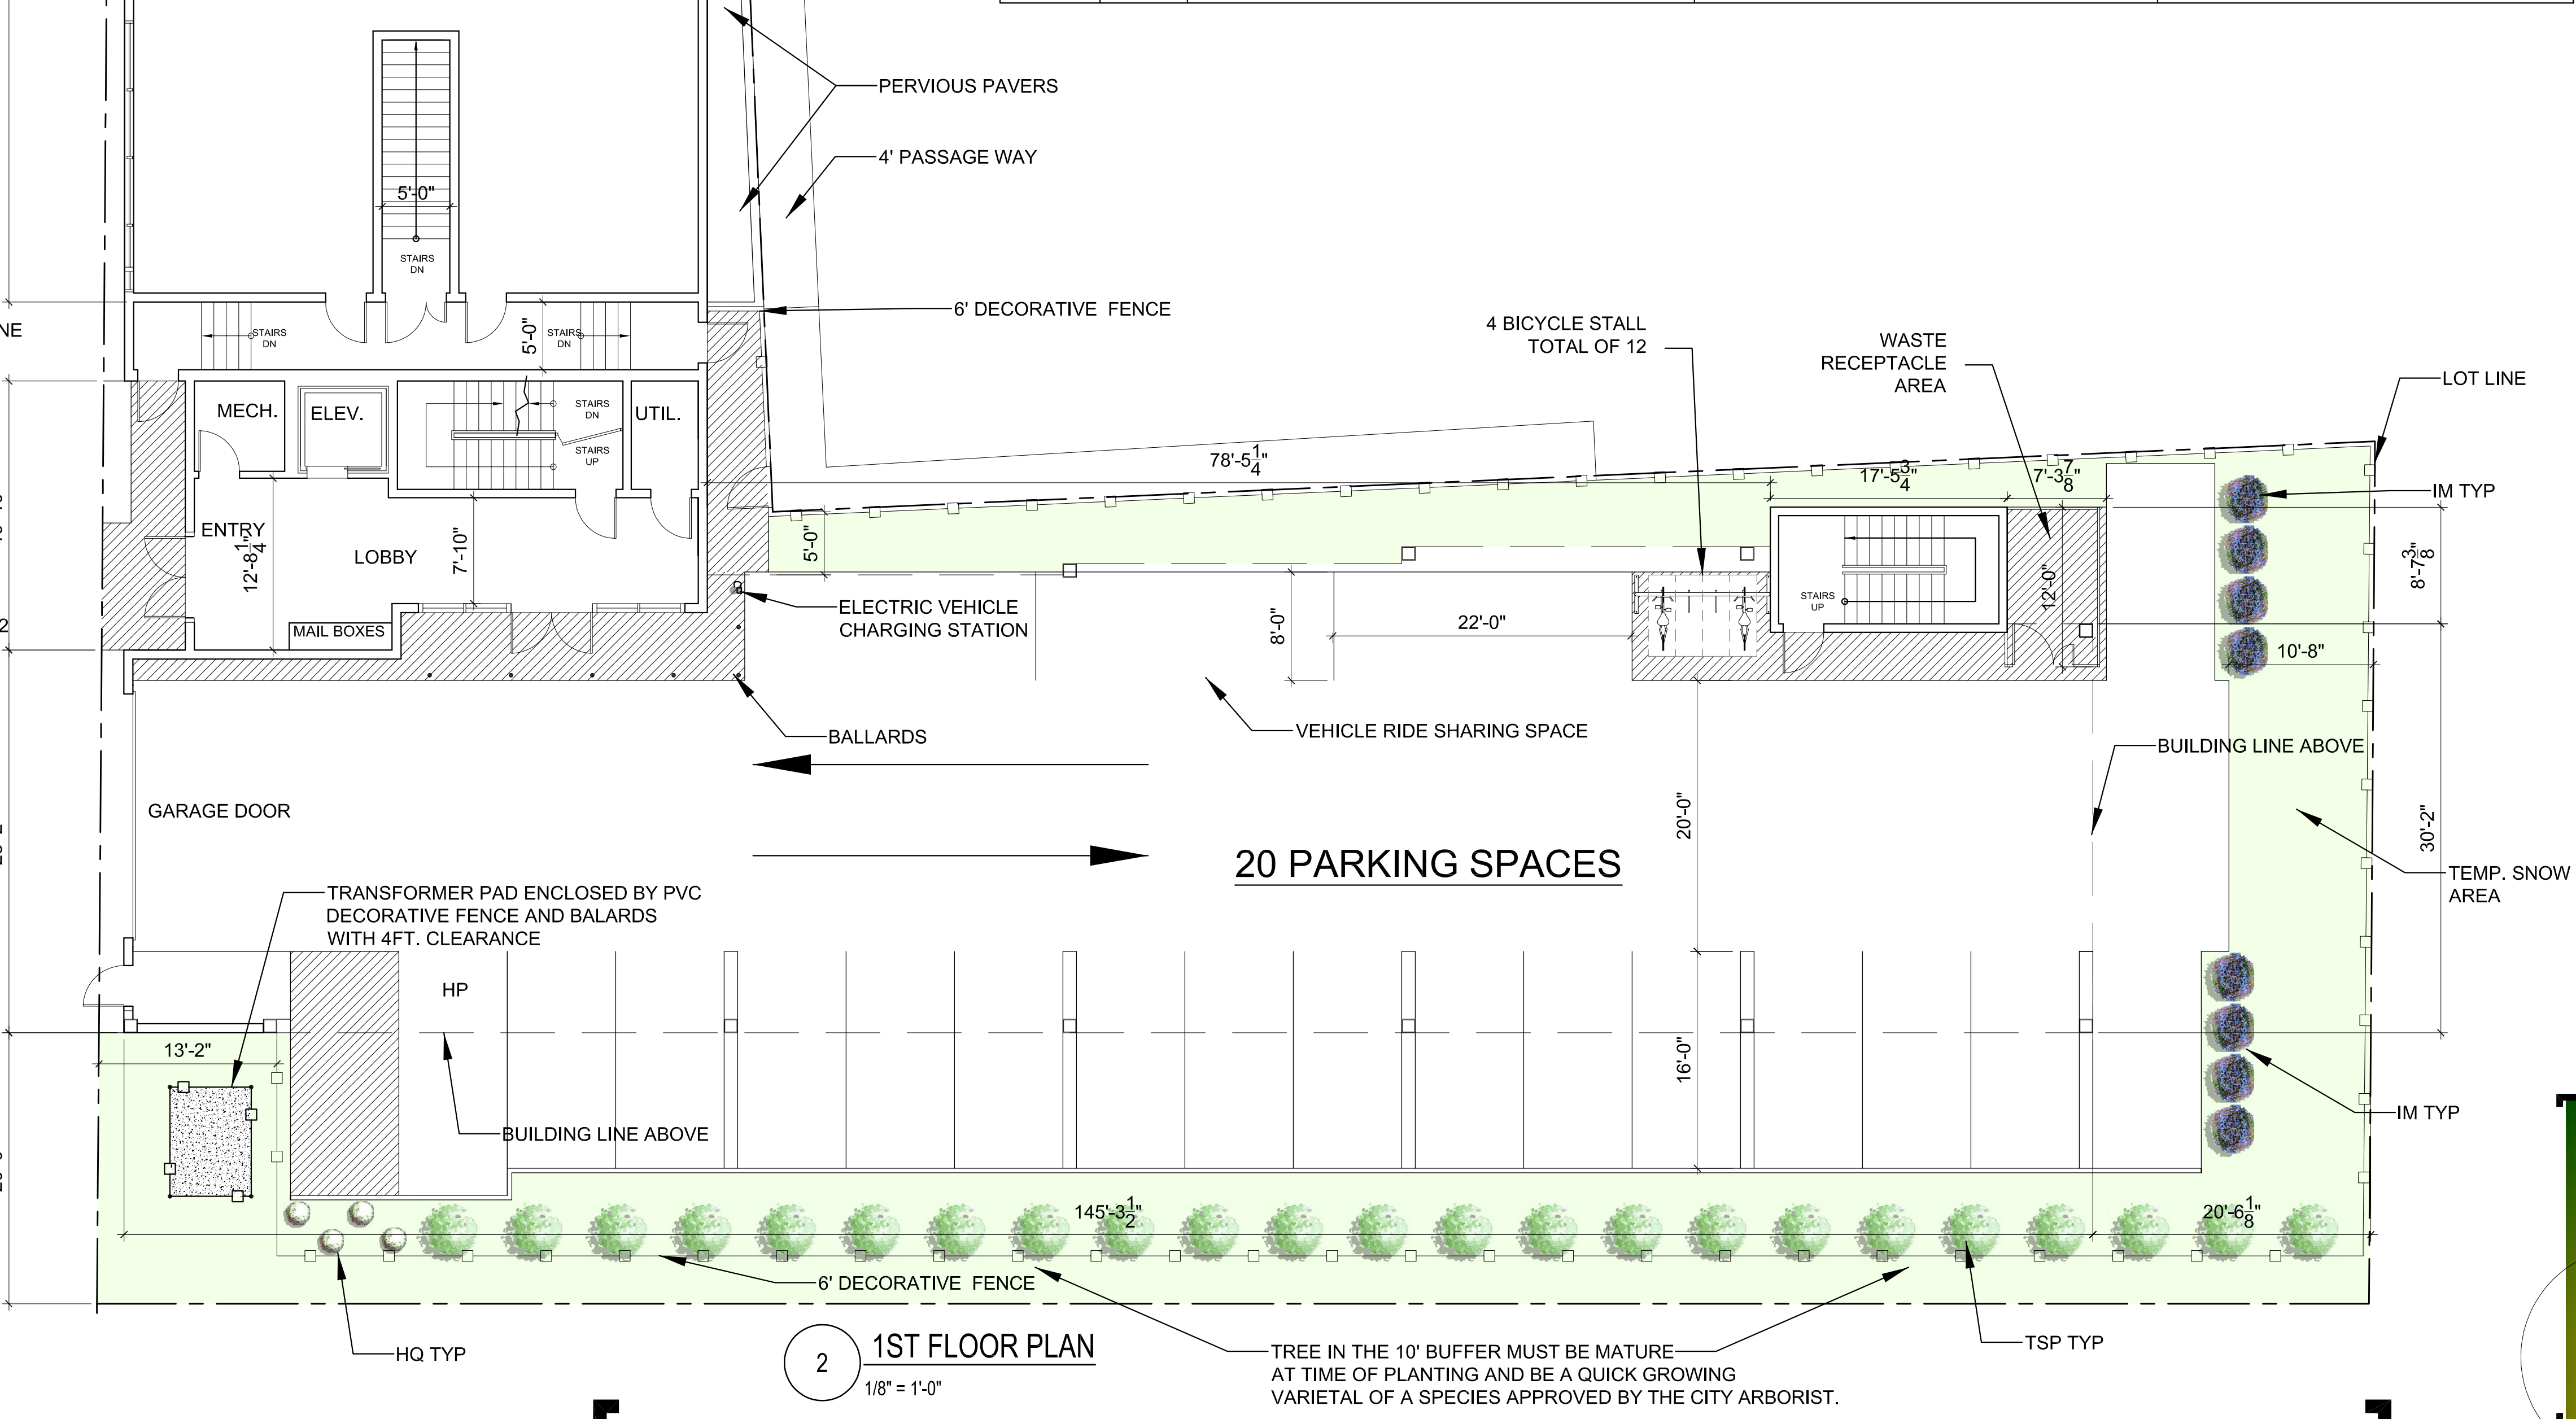 PERVIOUS PAVERS
4' PASSAGE WAY
5'-0"
STAIRS
DN
6' DECORATIVE  FENCE
NE
STAIRS
DN
5'-0"
STAIRS
DN
4 BICYCLE STALL
TOTAL OF 12
WASTE
RECEPTACLE
AREA
LOT LINE
MECH.
ELEV.
STAIRS
DN
UTIL.
STAIRS
UP
78'-5 1/4"
17'-5 3/4"
7'-3 7/8"
IM TYP
ENTRY
12'-8 1/4"
LOBBY
7'-10"
5'-0"
8'-7 3/8"
ELECTRIC VEHICLE
CHARGING STATION
MAIL BOXES
8'-0"
22'-0"
STAIRS
UP
12'-0"
10'-8"
BALLARDS
VEHICLE RIDE SHARING SPACE
BUILDING LINE ABOVE
GARAGE DOOR
20'-0"
30'-2"
20 PARKING SPACES
TEMP. SNOW
AREA
TRANSFORMER PAD ENCLOSED BY PVC
DECORATIVE FENCE AND BALARDS
WITH 4FT. CLEARANCE
HP
13'-2"
16'-0"
BUILDING LINE ABOVE
IM TYP
145'-3 1/2"
20'-6 1/8"
6' DECORATIVE  FENCE
HQ TYP
2
1ST FLOOR PLAN
1/8" = 1'-0"
TREE IN THE 10' BUFFER MUST BE MATURE
AT TIME OF PLANTING AND BE A QUICK GROWING
VARIETAL OF A SPECIES APPROVED BY THE CITY ARBORIST.
TSP TYP